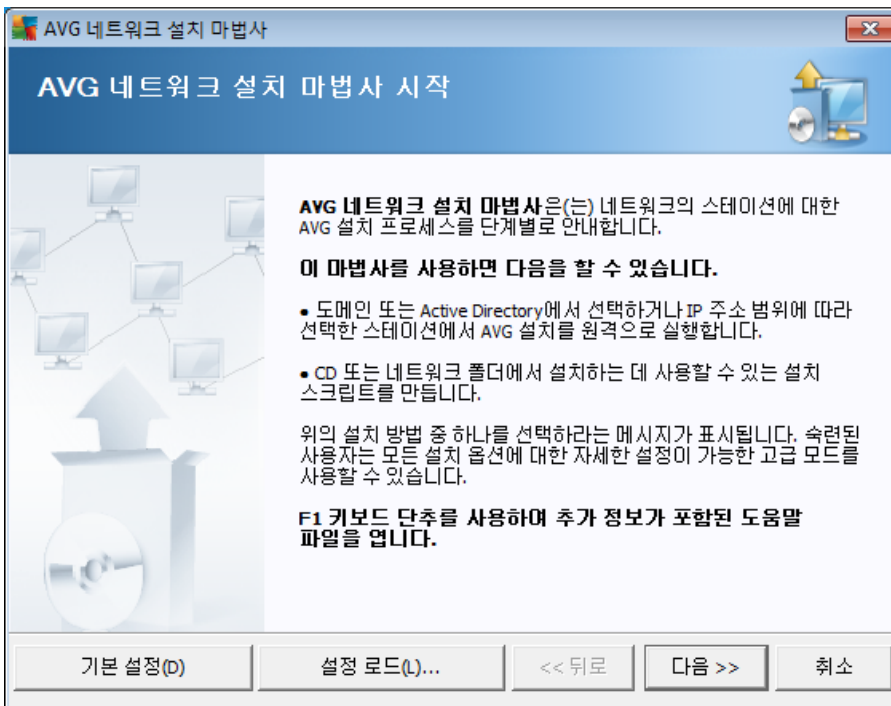 AVG 네트워크 설치 마법사
AVG 네트워크 설치 마법사 시작
AVG 네트워크 설치 마법사은(는) 네트워크의 스테이션에 대한
AVG 설치 프로세스를 단계별로 안내합니다.
이 마법사를 사용하면 다음을 할 수 있습니다.
• 도메인 또는 Active Directory에서 선택하거나 IP 주소 범위에 따라
선택한 스테이션에서 AVG 설치를 원격으로 실행합니다.
• CD 또는 네트워크 폴더에서 설치하는 데 사용할 수 있는 설치
스크립트를 만듭니다.
위의 설치 방법 중 하나를 선택하라는 메시지가 표시됩니다. 숙련된
사용자는 모든 설치 옵션에 대한 자세한 설정이 가능한 고급 모드를
사용할 수 있습니다.
F1 키보드 단추를 사용하여 추가 정보가 포함된 도움말
파일을 엽니다.
기본 설정(D)
설정 로드(L)...
<< 뒤로
다음 >>
취소